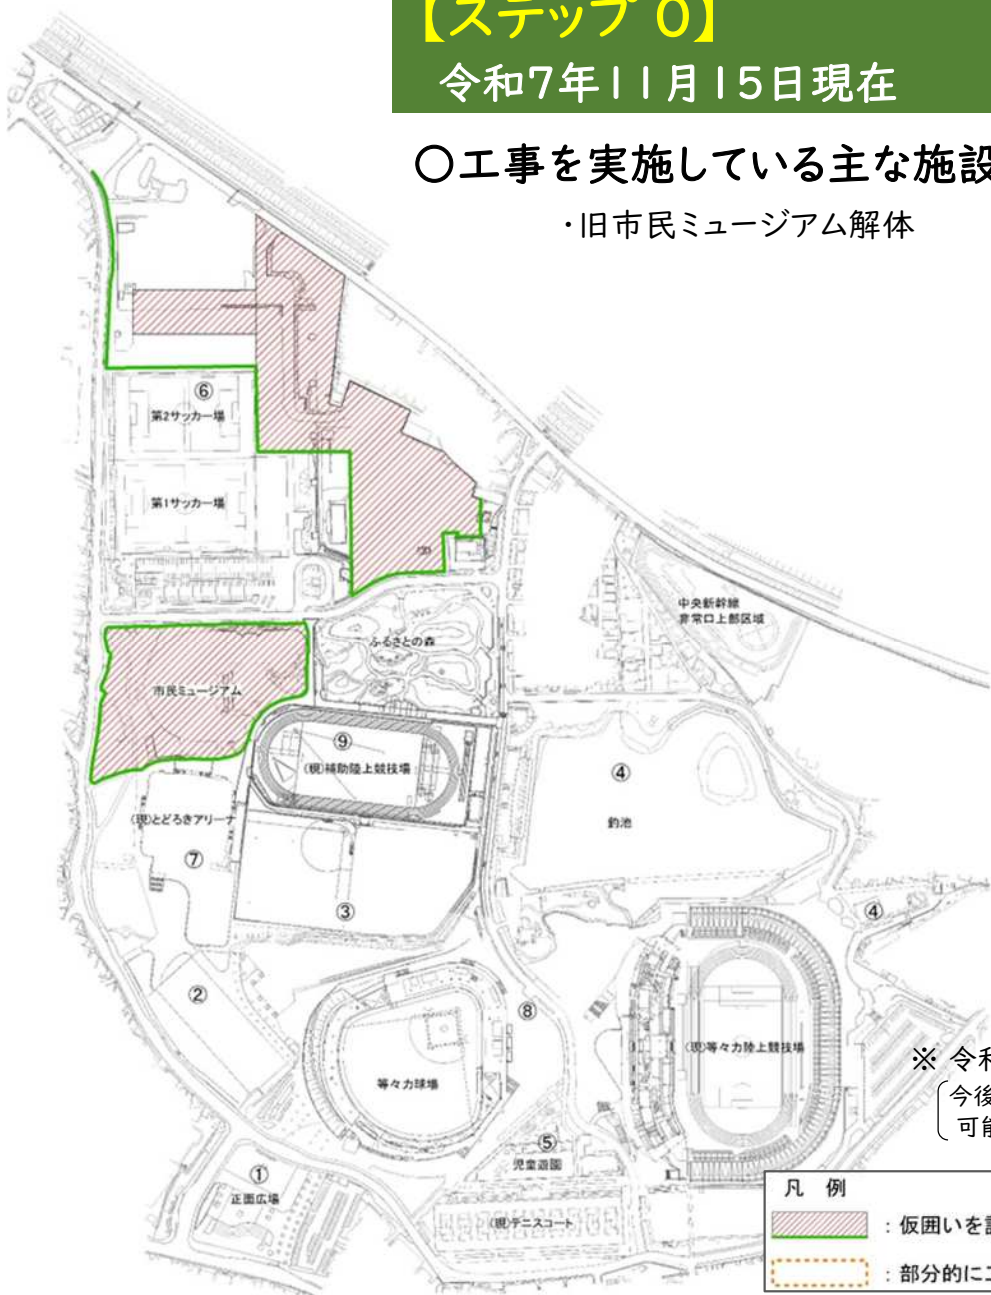 【ステップ 0】
令和7年11月15日現在
〇工事を実施している主な施設
・旧市民ミュージアム解体
⑥
第2サッカー場
第1サッカー場
中央新幹線
非常口上部区域
ふるさとの森
市民ミュージアム
⑨
(現)補助陸上競技場
④
釣池
(現)とどろきアリーナ
⑦
③
④
②
⑧
(現)等々力陸上競技場
等々力球場
※ 令和
今後
可能
⑤
児童遊園
①
正面広場
(現)テニスコート
凡 例
：仮囲いを設
：部分的に工